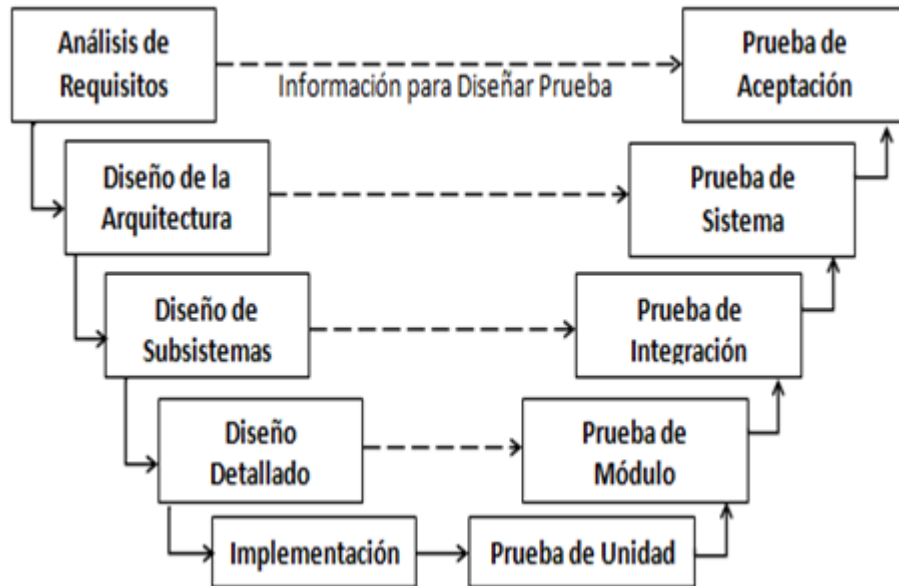 Análisis de
Requisitos
Información para Diseñar Prueba
Prueba de
Aceptación
Diseño de la
Arquitectura
Prueba de
Sistema
Diseño de
Subsistemas
Prueba de
Integración
Diseño
Detallado
Prueba de
Módulo
Implementación
Prueba de Unidad